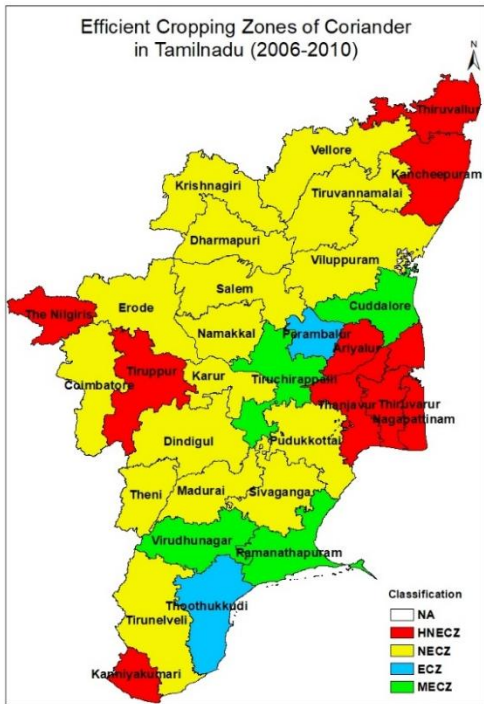 Efficient Cropping Zones of Coriander
in Tamilnadu (2006-2010)
N
Thiruvallur
Vellore
Kancheepuram
Krishnagiri
Tiruvannamalai
Dharmapuri
Viluppuram
Salem
Cuddalore
The Nilgiris
Erode
Namakkal
Perambalur
Ariyalur
Tiruppur
Coimbatore
Karur
Tiruchirappalli
Thanjavur
Thiruvarur
Nagapattinam
Dindigul
Pudukkottai
Theni
Madurai
Sivaganga
Virudhunagar
Ramanathapuram
Thoothukkudi
Tirunelveli
Kanniyakumari
Classification
NA
HNECZ
NECZ
ECZ
MECZ